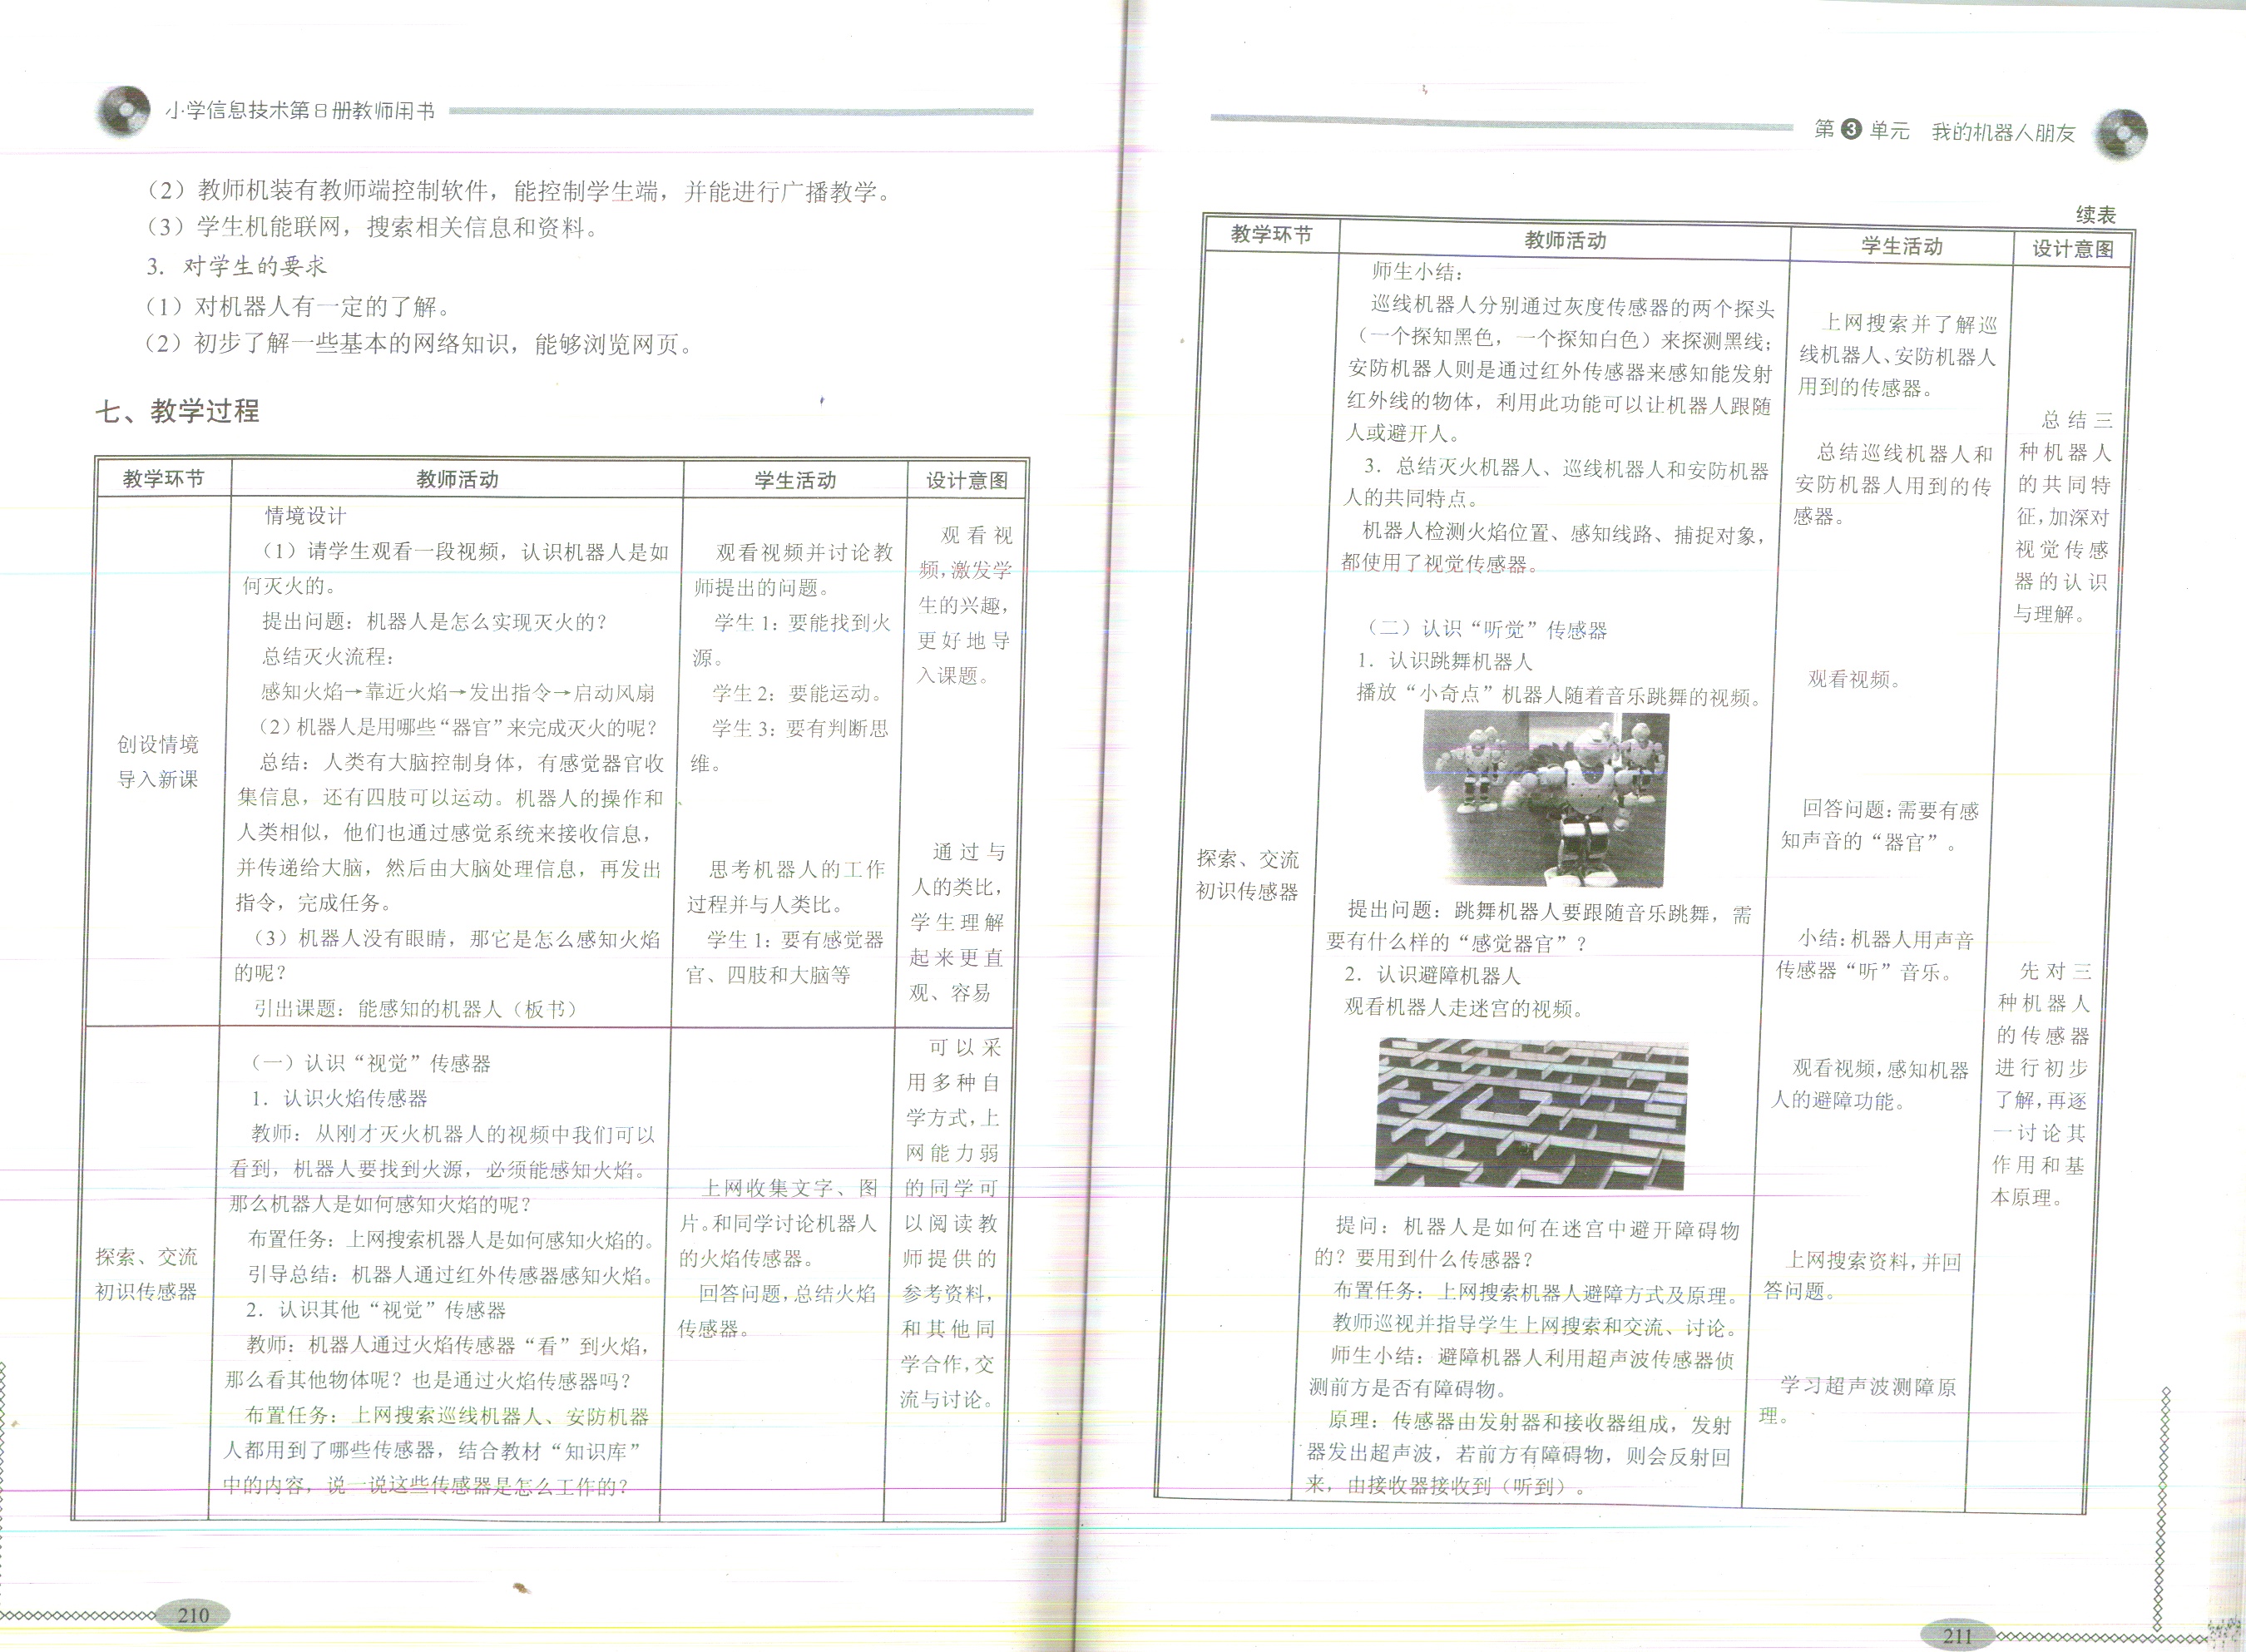 小学信息技术第8册教师用书
（2）教师机装有教师端控制软件，能控制学生端，并能进行广播教学。
（3）学生机能联网，搜索相关信息和资料。
3．对学生的要求
（1）对机器人有一定的了解。
（2）初步了解一些基本的网络知识，能够浏览网页。
七、教学过程
教学环节 教师活动 学生活动 设计意图
创设情境
导入新课
情境设计
（1）请学生观看一段视频，认识机器人是如
何灭火的。
提出问题：机器人是怎么实现灭火的？
总结灭火流程：
感知火焰→靠近火焰→发出指令→启动风扇
（2）机器人是用哪些“器官”来完成灭火的呢？
总结：人类有大脑控制身体，有感觉器官收
集信息，还有四肢可以运动。机器人的操作和
人类相似，他们也通过感觉系统来接收信息，
并传递给大脑，然后由大脑处理信息，再发出
指令，完成任务。
（3）机器人没有眼睛，那它是怎么感知火焰
的呢？
引出课题：能感知的机器人（板书）
观看视频并讨论教
师提出的问题。
学生1：要能找到火
源。
学生2：要能运动。
学生3：要有判断思
维。
思考机器人的工作
过程并与人类比。
学生1：要有感觉器
官、四肢和大脑等
观看视
频，激发学
生的兴趣，
更好地导
入课题。
通过与
人的类比，
学生理解
起来更直
观、容易
探索、交流
初识传感器
（一）认识“视觉”传感器
1．认识火焰传感器
教师：从刚才灭火机器人的视频中我们可以
看到，机器人要找到火源，必须能感知火焰。
那么机器人是如何感知火焰的呢？
布置任务：上网搜索机器人是如何感知火焰的。
引导总结：机器人通过红外传感器感知火焰。
2．认识其他“视觉”传感器
教师：机器人通过火焰传感器“看”到火焰，
那么看其他物体呢？也是通过火焰传感器吗？
布置任务：上网搜索巡线机器人、安防机器
人都用到了哪些传感器，结合教材“知识库”
中的内容，说一说这些传感器是怎么工作的？
上网收集文字、图
片。和同学讨论机器人
的火焰传感器。
回答问题，总结火焰
传感器。
可以采
用多种自
学方式，上
网能力弱
的同学可
以阅读教
师提供的
参考资料，
和其他同
学合作，交
流与讨论。
210
第3单元 我的机器人朋友
续表
教学环节 教师活动 学生活动 设计意图
探索、交流
初识传感器
师生小结：
巡线机器人分别通过灰度传感器的两个探头
（一个探知黑色，一个探知白色）来探测黑线；
安防机器人则是通过红外传感器来感知能发射
红外线的物体，利用此功能可以让机器人跟随
人或避开人。
3．总结灭火机器人、巡线机器人和安防机器
人的共同特点。
机器人检测火焰位置、感知线路、捕捉对象，
都使用了视觉传感器。
（二）认识“听觉”传感器
1．认识跳舞机器人
播放“小奇点”机器人随着音乐跳舞的视频。
提出问题：跳舞机器人要跟随音乐跳舞，需
要有什么样的“感觉器官”？
2．认识避障机器人
观看机器人走迷宫的视频。
提问：机器人是如何在迷宫中避开障碍物
的？要用到什么传感器？
布置任务：上网搜索机器人避障方式及原理。
教师巡视并指导学生上网搜索和交流、讨论。
师生小结：避障机器人利用超声波传感器侦
测前方是否有障碍物。
原理：传感器由发射器和接收器组成，发射
器发出超声波，若前方有障碍物，则会反射回
来，由接收器接收到（听到）。
上网搜索并了解巡
线机器人、安防机器人
用到的传感器。
总结巡线机器人和
安防机器人用到的传
感器。
观看视频。
回答问题：需要有感
知声音的“器官”。
小结：机器人用声音
传感器“听”音乐。
观看视频，感知机器
人的避障功能。
上网搜索资料，并回
答问题。
学习超声波测障原
理。
总结三
种机器人
的共同特
征，加深对
视觉传感
器的认识
与理解。
先对三
种机器人
的传感器
进行初步
了解，再逐
一讨论其
作用和基
本原理。
211